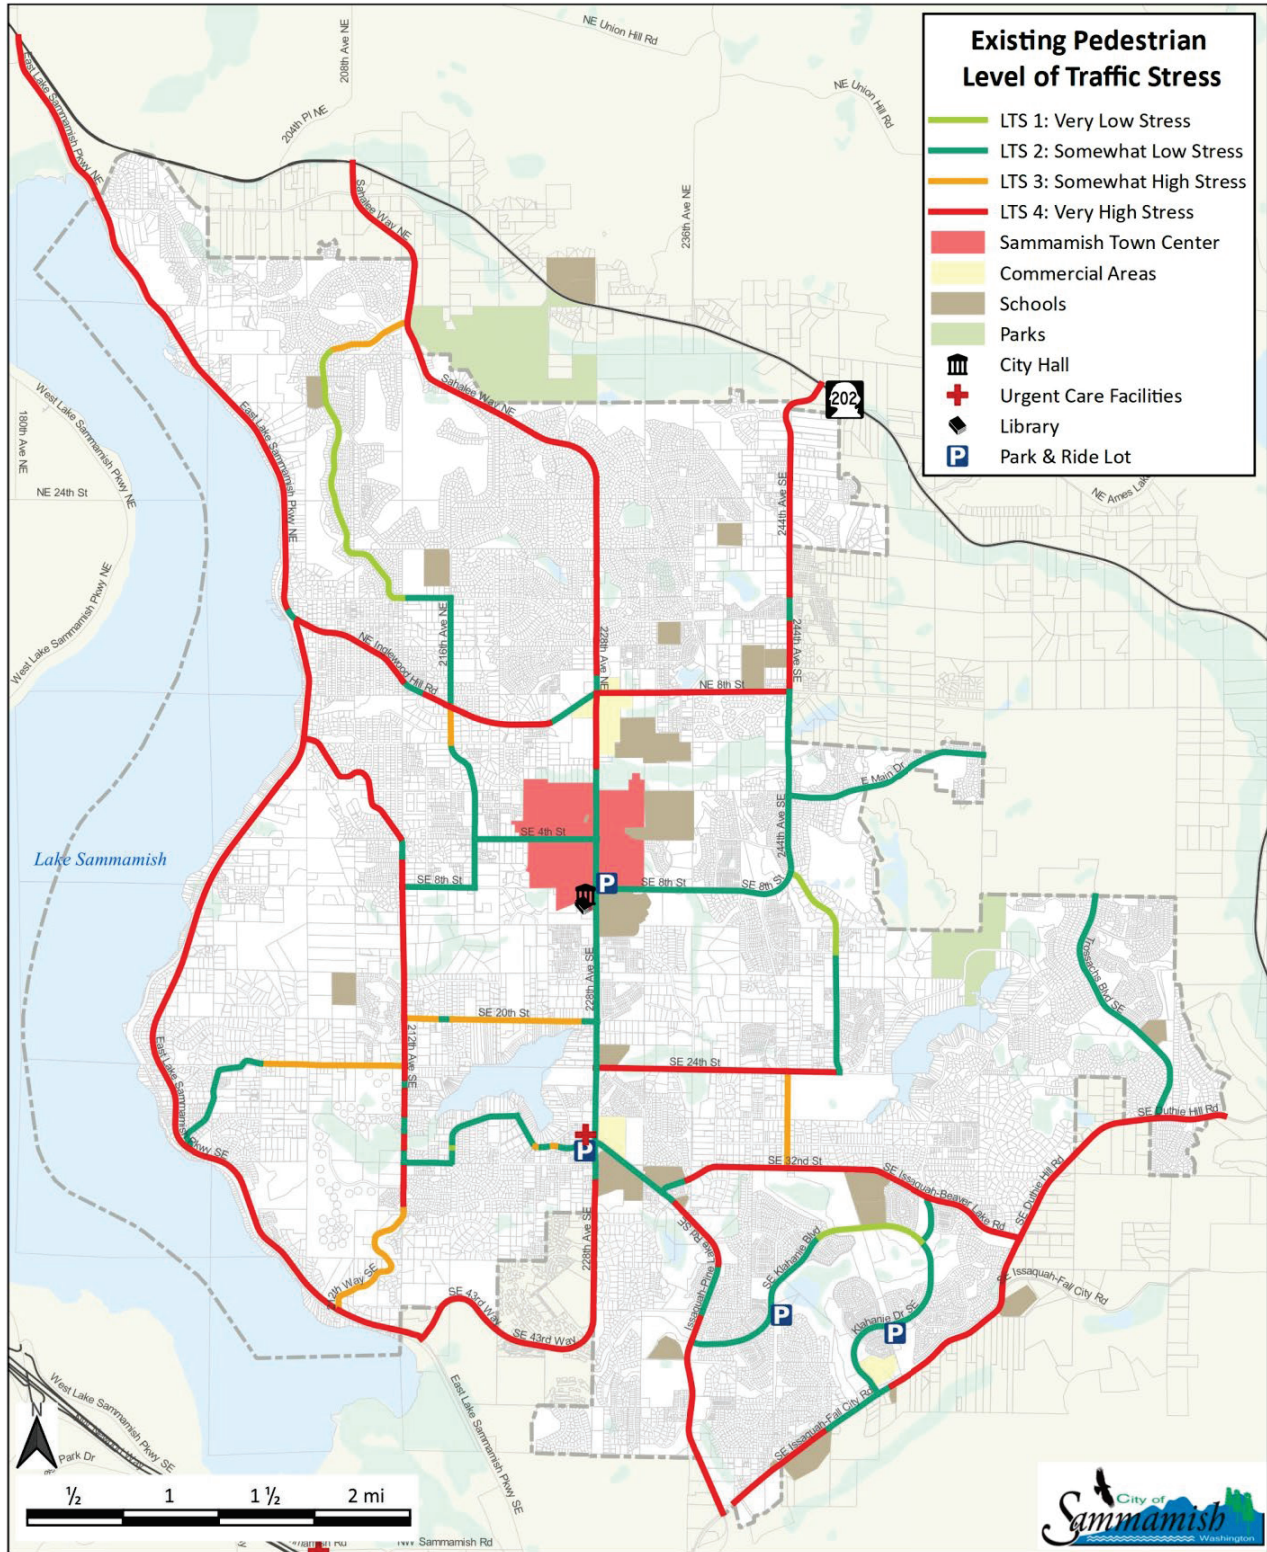 Existing Pedestrian
Level of Traffic Stress
LTS 1: Very Low Stress
LTS 2: Somewhat Low Stress
LTS 3: Somewhat High Stress
LTS 4: Very High Stress
Sammamish Town Center
Commercial Areas
Schools
Parks
City Hall
Urgent Care Facilities
Library
P Park & Ride Lot
NE Union Hill Rd
208th Ave NE
204th Pl NE
NE Union Hill Rd
East Lake Sammamish Pkwy NE
Sahalee Way NE
236th Ave NE
202
West Lake Sammamish Pkwy NE
180th Ave NE
NE 24th St
East Lake Sammamish Pkwy NE
Sahalee Way NE
244th Ave SE
NE Ames Lake
West Lake Sammamish Pkwy NE
216th Ave NE
NE Inglewood Hill Rd
228th Ave NE
244th Ave SE
NE 8th St
E Main Dr
SE 4th St
244th Ave SE
Lake Sammamish
SE 8th St
P
SE 8th St
SE 8th St
228th Ave SE
Trossachs Blvd SE
SE 20th St
212th Ave SE
East Lake Sammamish Pkwy SE
SE 24th St
SE Duthie Hill Rd
P
SE 32nd St
SE Issaquah-Beaver Lake Rd
SE Duthie Hill Rd
228th Ave SE
Issaquah-Pine Lake Rd SE
SE Klahanie Blvd
212th Way SE
SE 43rd Way
SE 43rd Way
P
Klahanie Dr SE
P
SE Issaquah-Fall City Rd
SE Issaquah-Fall City Rd
West Lake Sammamish Pkwy SE
East Lake Sammamish Pkwy SE
N
Park Dr
½ 1 1 ½ 2 mi
NW Sammamish Rd
City of
Sammamish
Washington